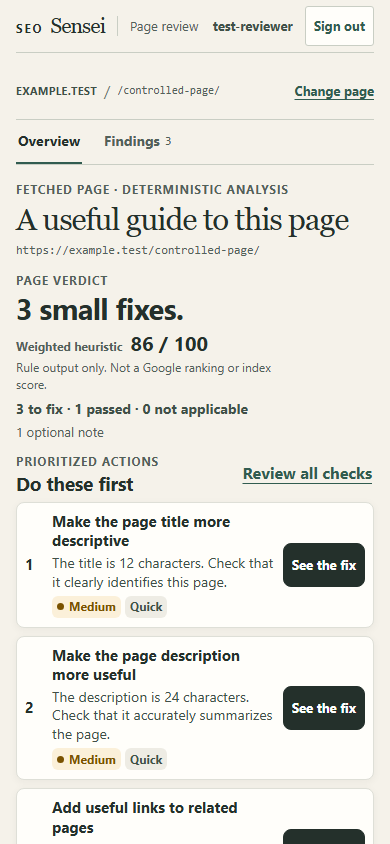 SEO Sensei Page review test-reviewer Sign out
EXAMPLE.TEST / /controlled-page/ Change page
Overview Findings 3
FETCHED PAGE · DETERMINISTIC ANALYSIS
A useful guide to this page
https://example.test/controlled-page/
PAGE VERDICT
3 small fixes.
Weighted heuristic 86 / 100
Rule output only. Not a Google ranking or index
score.
3 to fix · 1 passed · 0 not applicable
1 optional note
PRIORITIZED ACTIONS
Do these first
Review all checks
1
Make the page title more
descriptive
The title is 12 characters. Check that
it clearly identifies this page.
Medium Quick
See the fix
2
Make the page description
more useful
The description is 24 characters.
Check that it accurately summarizes
the page.
Medium Quick
See the fix
Add useful links to related
pages